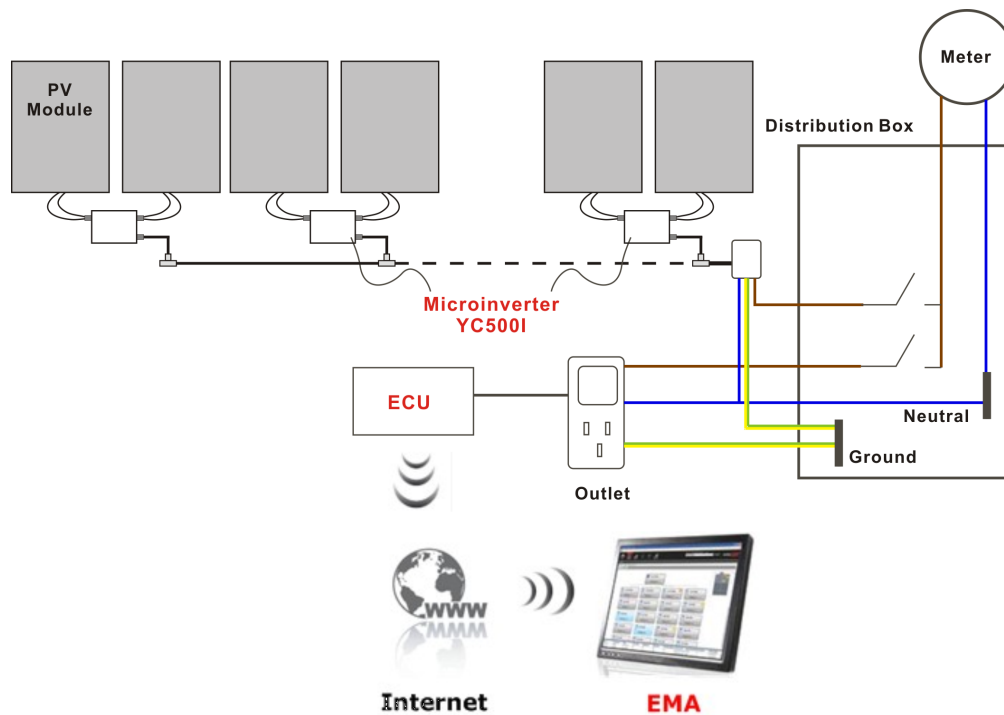 Meter
PV
Module
Distribution Box
Microinverter
YC500I
ECU
Neutral
Ground
Outlet
WWW
Internet
EMA